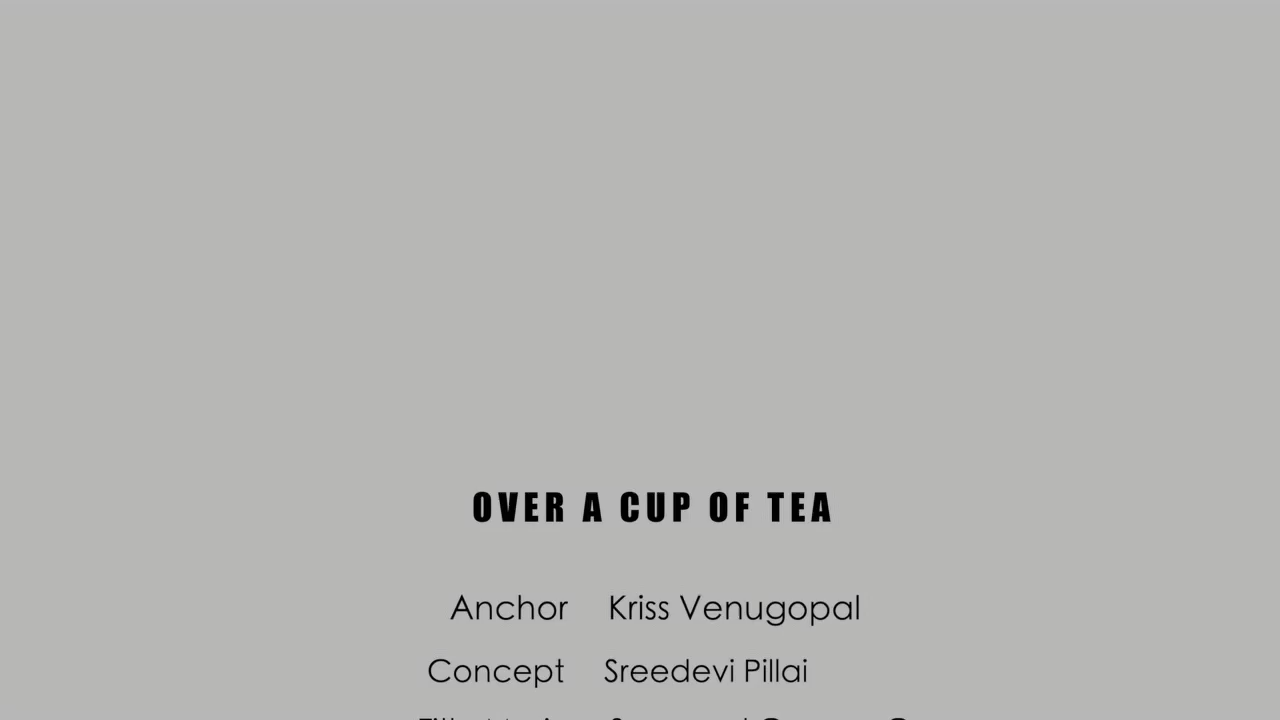 OVER A CUP OF TEA
Anchor Kriss Venugopal
Concept Sreedevi Pillai